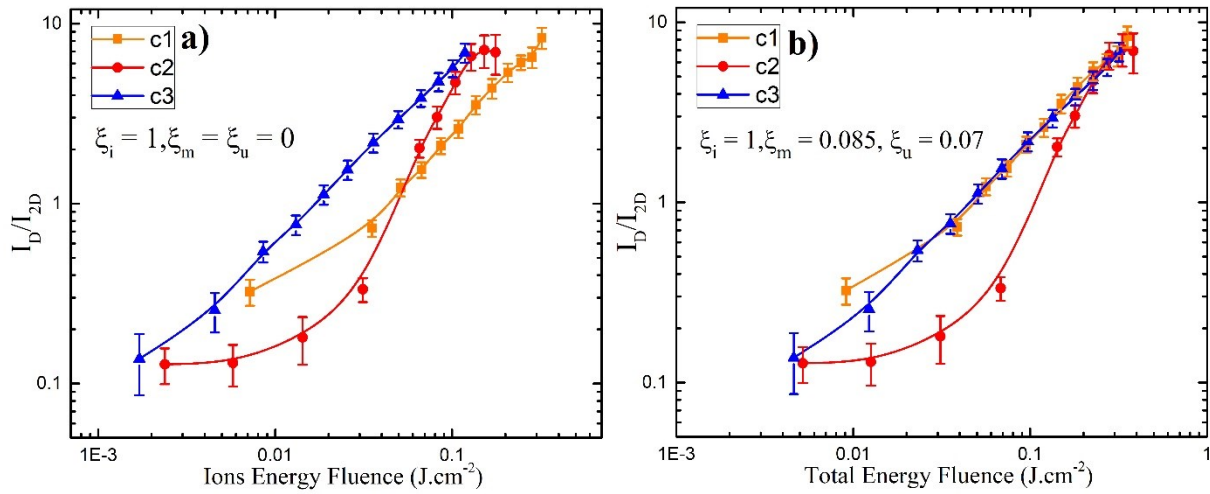 a)
c1
c2
c3
ξi = 1,ξm = ξu = 0
10
1
0.1
ID/I2D
1E-3
0.01
0.1
Ions Energy Fluence (J.cm-2)
b)
c1
c2
c3
ξi = 1,ξm = 0.085, ξu = 0.07
10
1
0.1
ID/I2D
1E-3
0.01
0.1
1
Total Energy Fluence (J.cm-2)